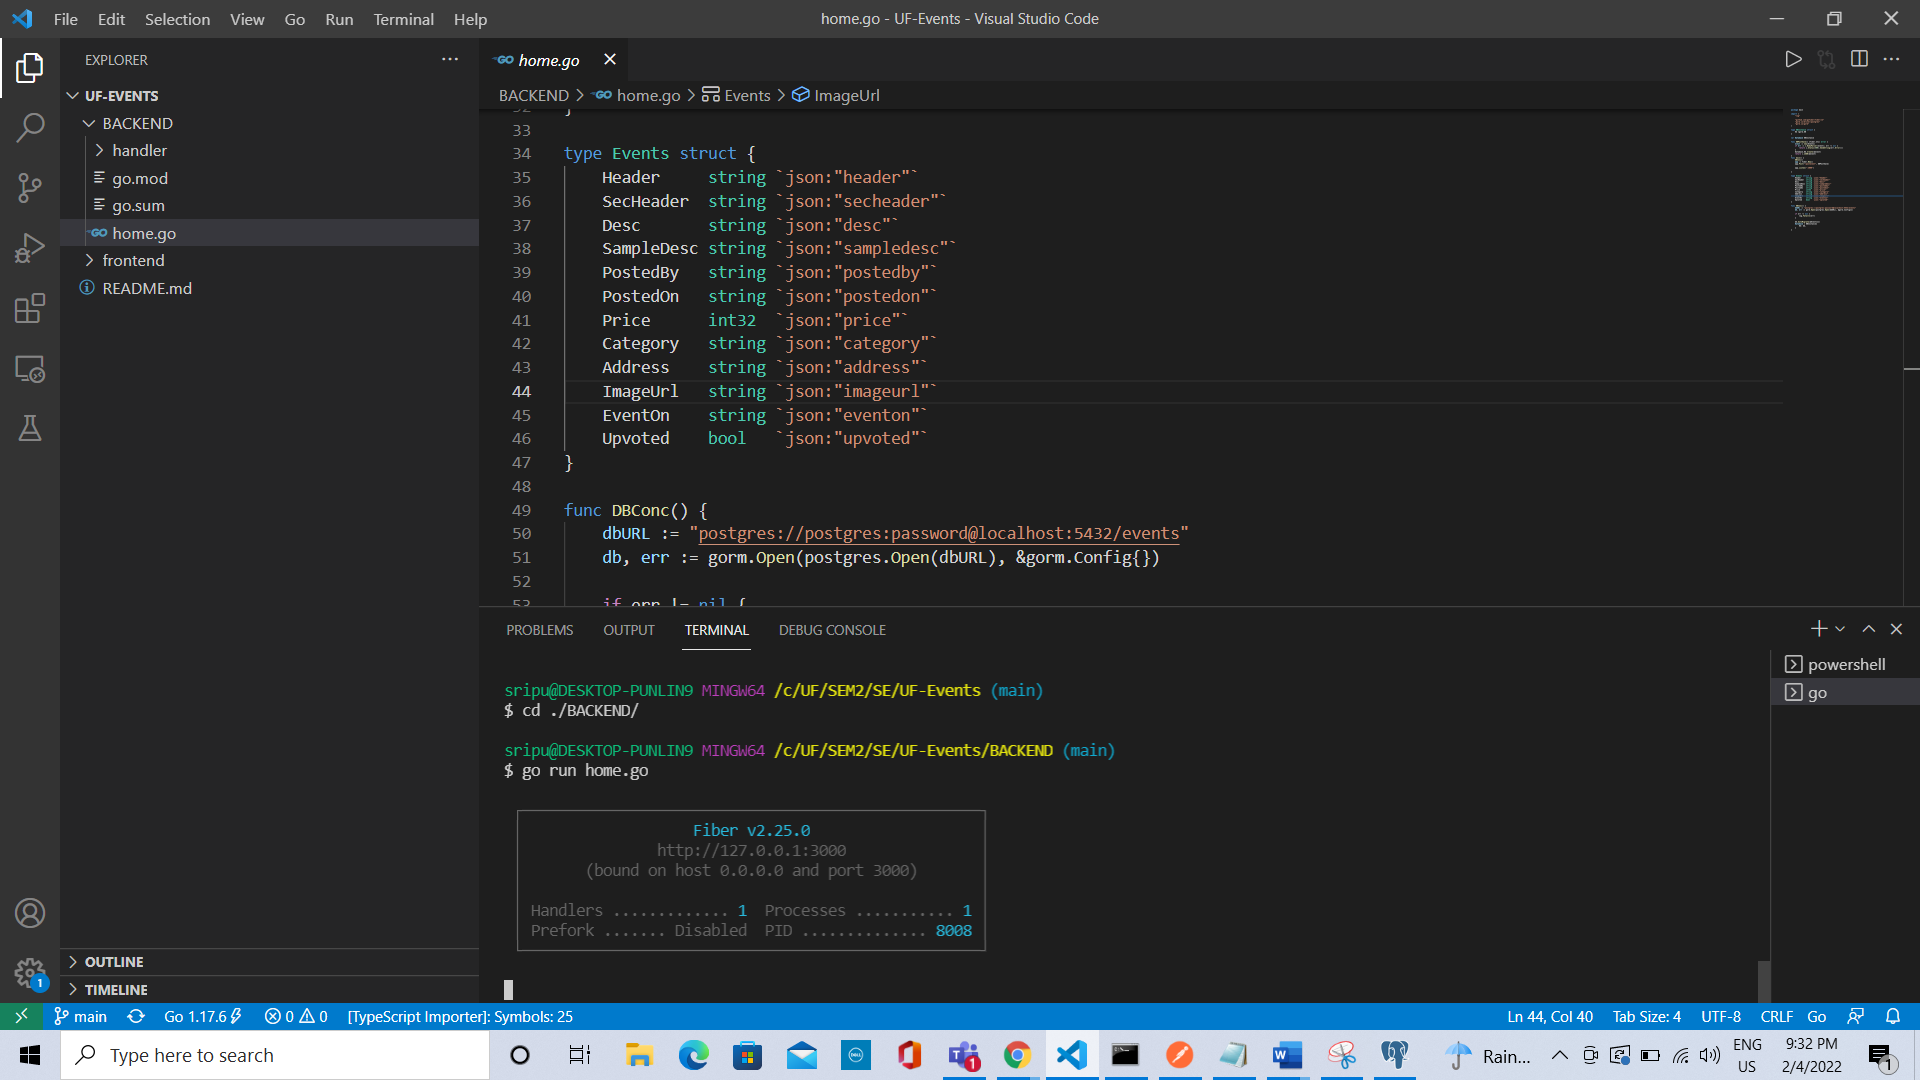 File Edit Selection View Go Run Terminal Help
home.go - UF-Events - Visual Studio Code
EXPLORER
UF-EVENTS
BACKEND
handler
go.mod
go.sum
home.go
frontend
README.md
OUTLINE
TIMELINE
home.go
BACKEND > home.go > Events > ImageUrl
33
34 type Events struct {
35 Header string `json:"header"`
36 SecHeader string `json:"secheader"`
37 Desc string `json:"desc"`
38 SampleDesc string `json:"sampledesc"`
39 PostedBy string `json:"postedby"`
40 PostedOn string `json:"postedon"`
41 Price int32 `json:"price"`
42 Category string `json:"category"`
43 Address string `json:"address"`
44 ImageUrl string `json:"imageurl"`
45 EventOn string `json:"eventon"`
46 Upvoted bool `json:"upvoted"`
47 }
48
49 func DBConc() {
50 dbURL := "postgres://postgres:password@localhost:5432/events"
51 db, err := gorm.Open(postgres.Open(dbURL), &gorm.Config{})
52
53 if err != nil {
PROBLEMS OUTPUT TERMINAL DEBUG CONSOLE
powershell
go
sripu@DESKTOP-PUNLIN9 MINGW64 /c/UF/SEM2/SE/UF-Events (main)
$ cd ./BACKEND/
sripu@DESKTOP-PUNLIN9 MINGW64 /c/UF/SEM2/SE/UF-Events/BACKEND (main)
$ go run home.go
Fiber v2.25.0
http://127.0.0.1:3000
(bound on host 0.0.0.0 and port 3000)
Handlers ............. 1 Processes ........... 1
Prefork ....... Disabled PID .............. 8008
main Go 1.17.6 0 0 [TypeScript Importer]: Symbols: 25
Ln 44, Col 40 Tab Size: 4 UTF-8 CRLF Go
Type here to search
Rain...
ENG
US
9:32 PM
2/4/2022